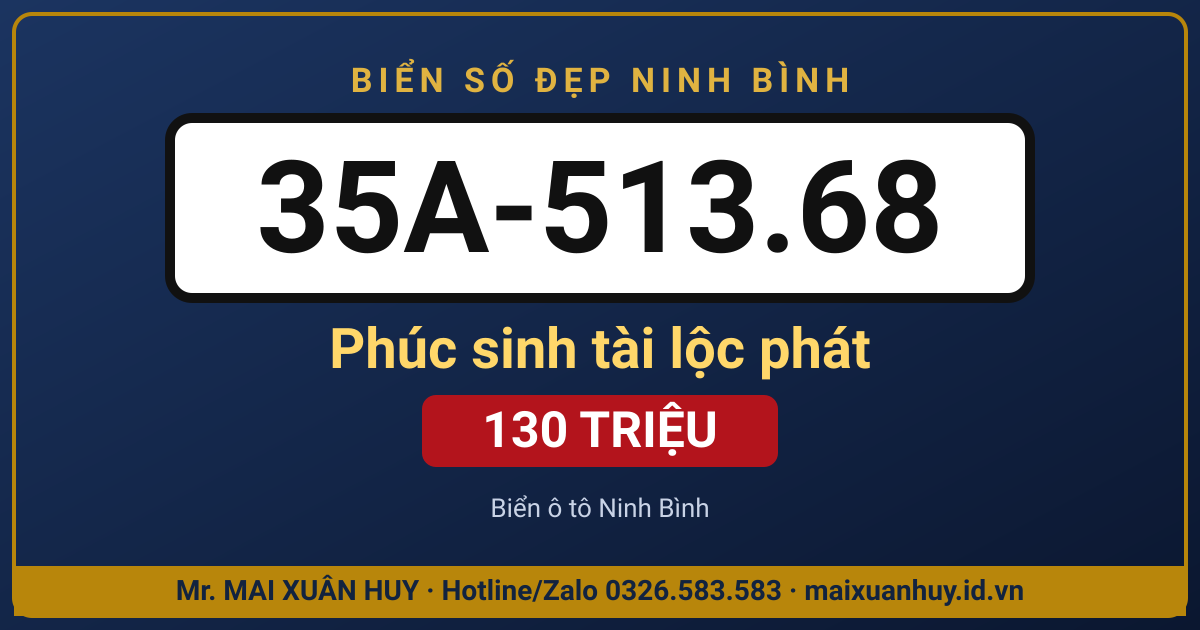 BIỂN SỐ ĐẸP NINH BÌNH
35A-513.68
Phúc sinh tài lộc phát
130 TRIỆU
Biển ô tô Ninh Bình
Mr. MAI XUÂN HUY · Hotline/Zalo 0326.583.583 · maixuanhuy.id.vn